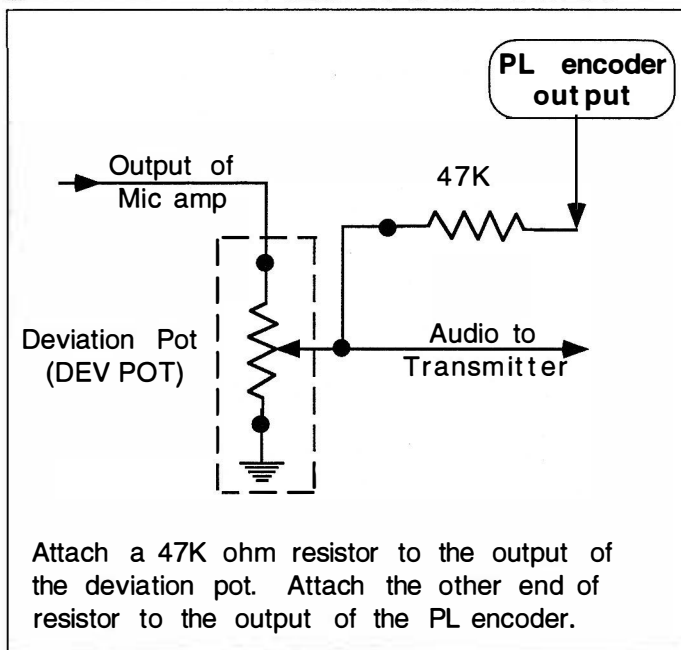 PL encoder
output
Output of
Mic amp
47K
Deviation Pot
(DEV POT)
Audio to
Transmitter
Attach a 47K ohm resistor to the output of
the deviation pot. Attach the other end of
resistor to the output of the PL encoder.